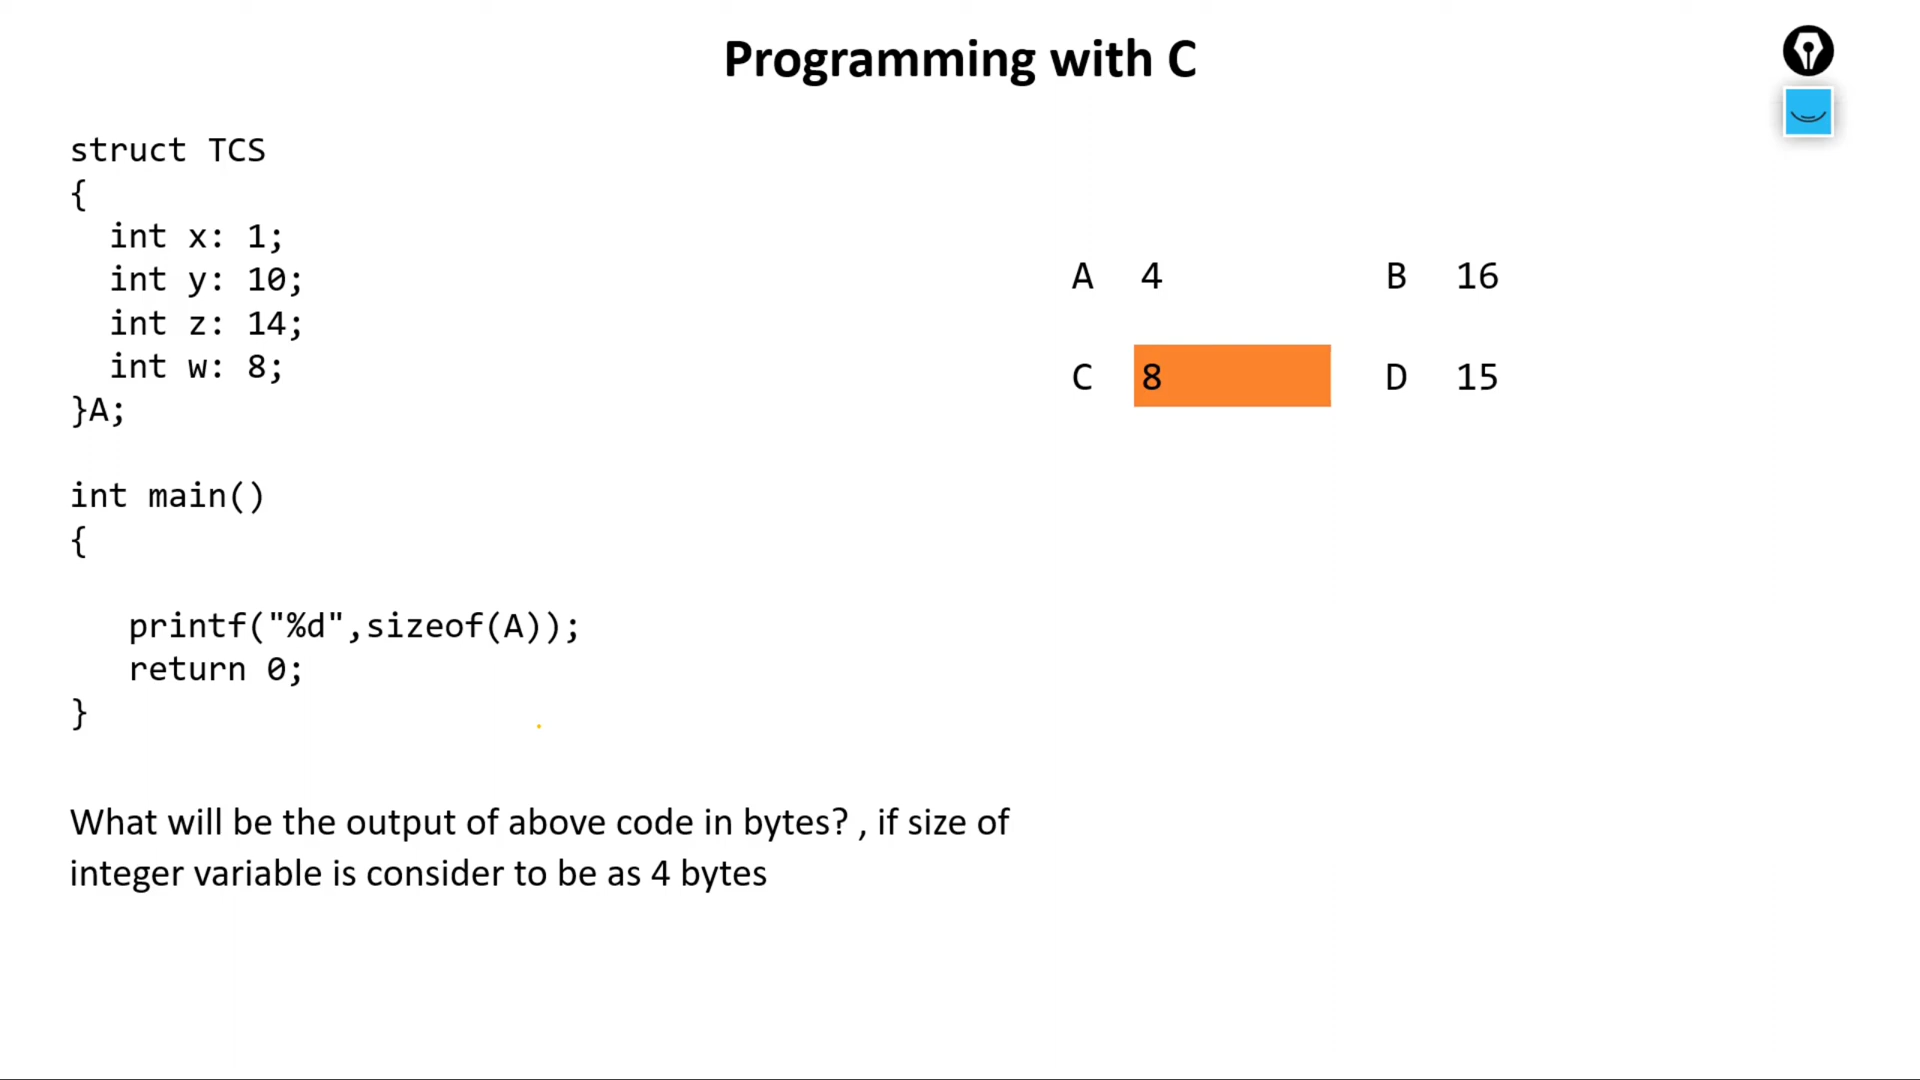 Programming with C
struct TCS
{
int x: 1;
int y: 10;
int z: 14;
int w: 8;
}A;
int main()
{
printf("%d",sizeof(A));
return 0;
}
A 4 B 16
C 8 D 15
What will be the output of above code in bytes? , if size of
integer variable is consider to be as 4 bytes